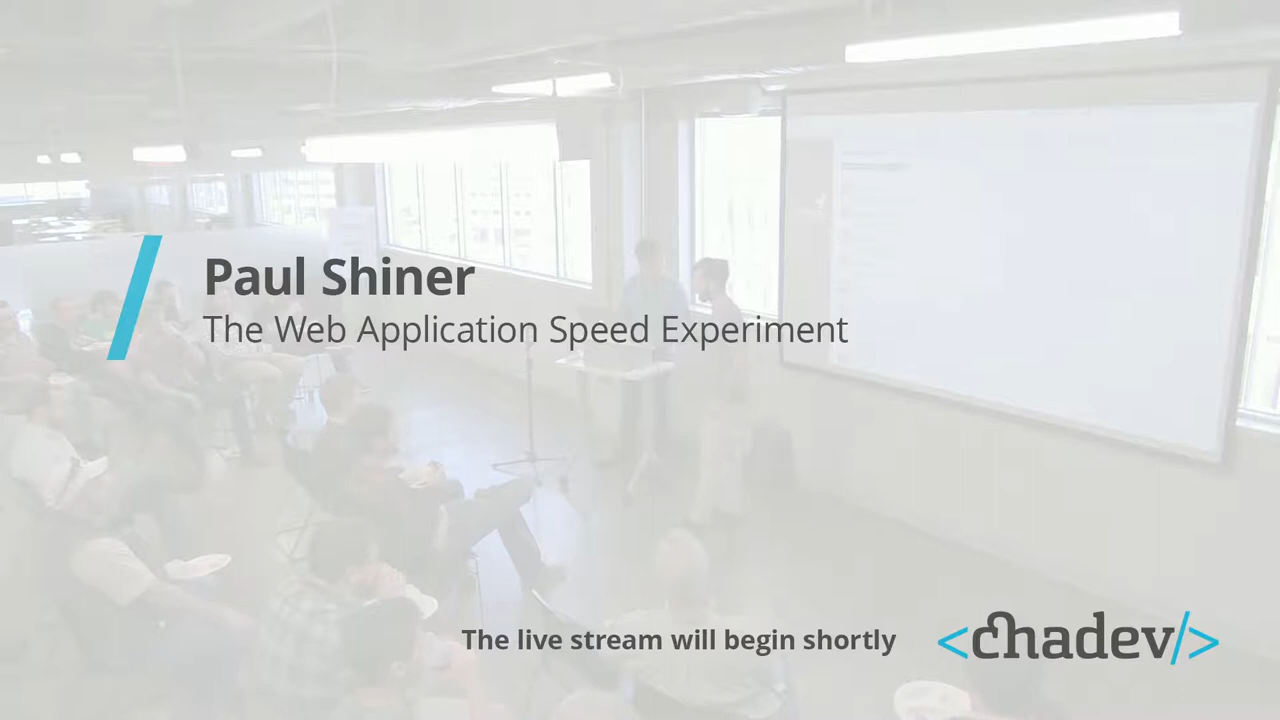 Paul Shiner
The Web Application Speed Experiment
The live stream will begin shortly
<chadev/>